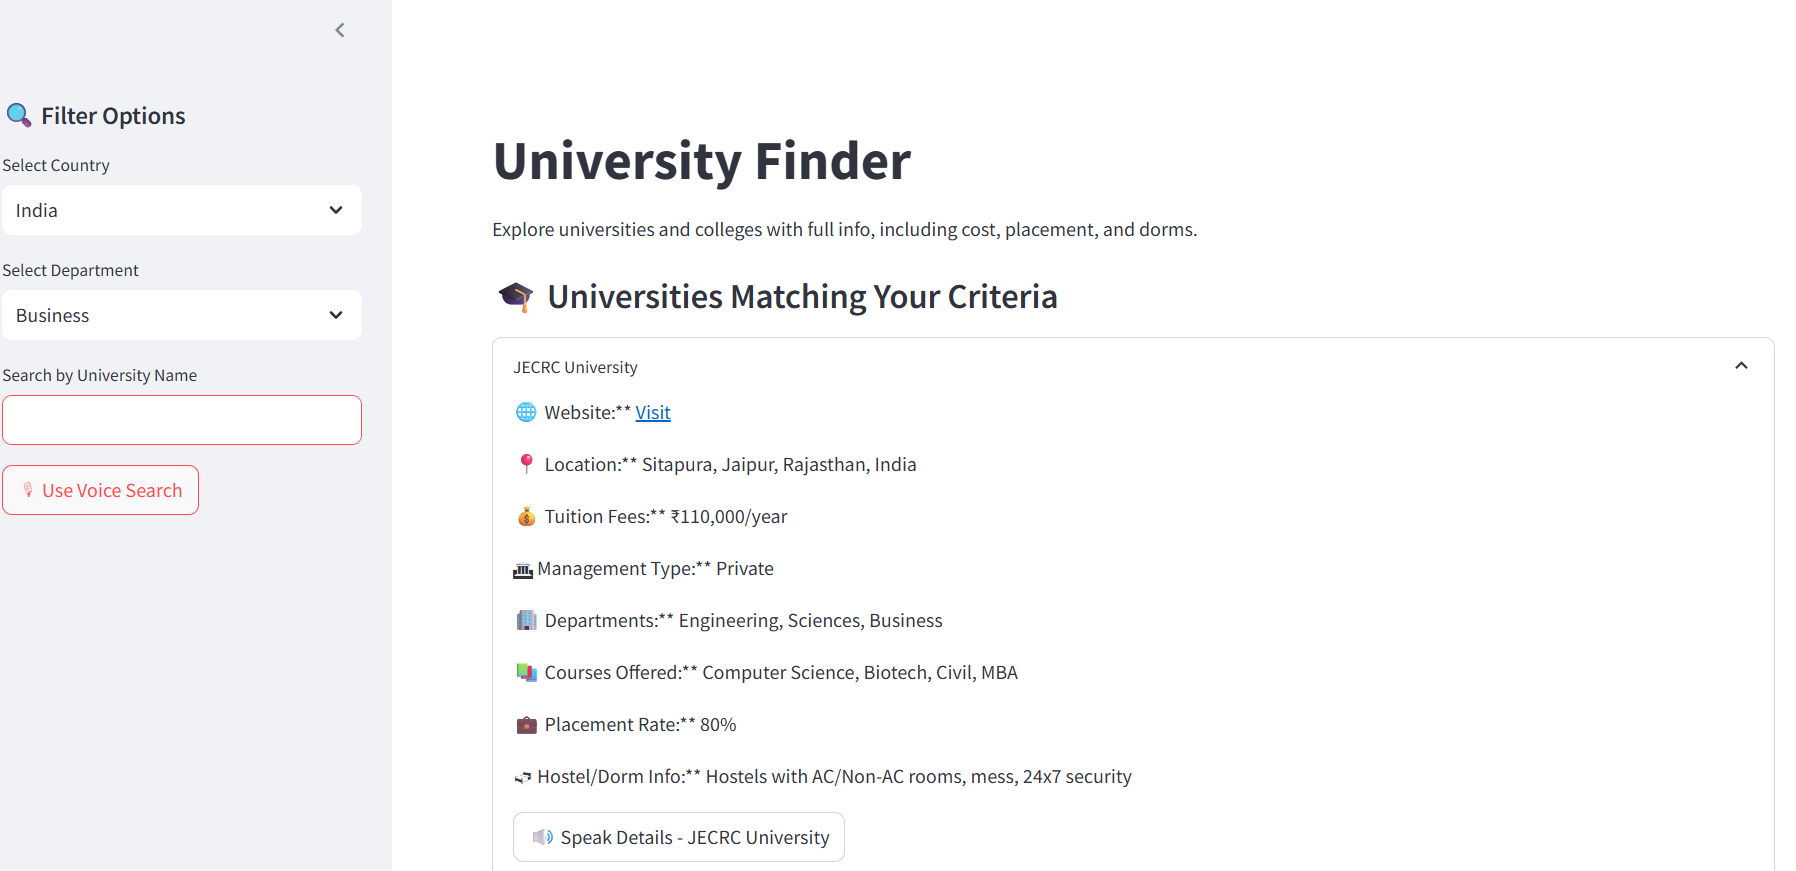 Filter Options
Select Country
India
Select Department
Business
Search by University Name
Use Voice Search
University Finder
Explore universities and colleges with full info, including cost, placement, and dorms.
Universities Matching Your Criteria
JECRC University
Website:** Visit
Location:** Sitapura, Jaipur, Rajasthan, India
Tuition Fees:** ₹110,000/year
Management Type:** Private
Departments:** Engineering, Sciences, Business
Courses Offered:** Computer Science, Biotech, Civil, MBA
Placement Rate:** 80%
Hostel/Dorm Info:** Hostels with AC/Non-AC rooms, mess, 24x7 security
Speak Details - JECRC University